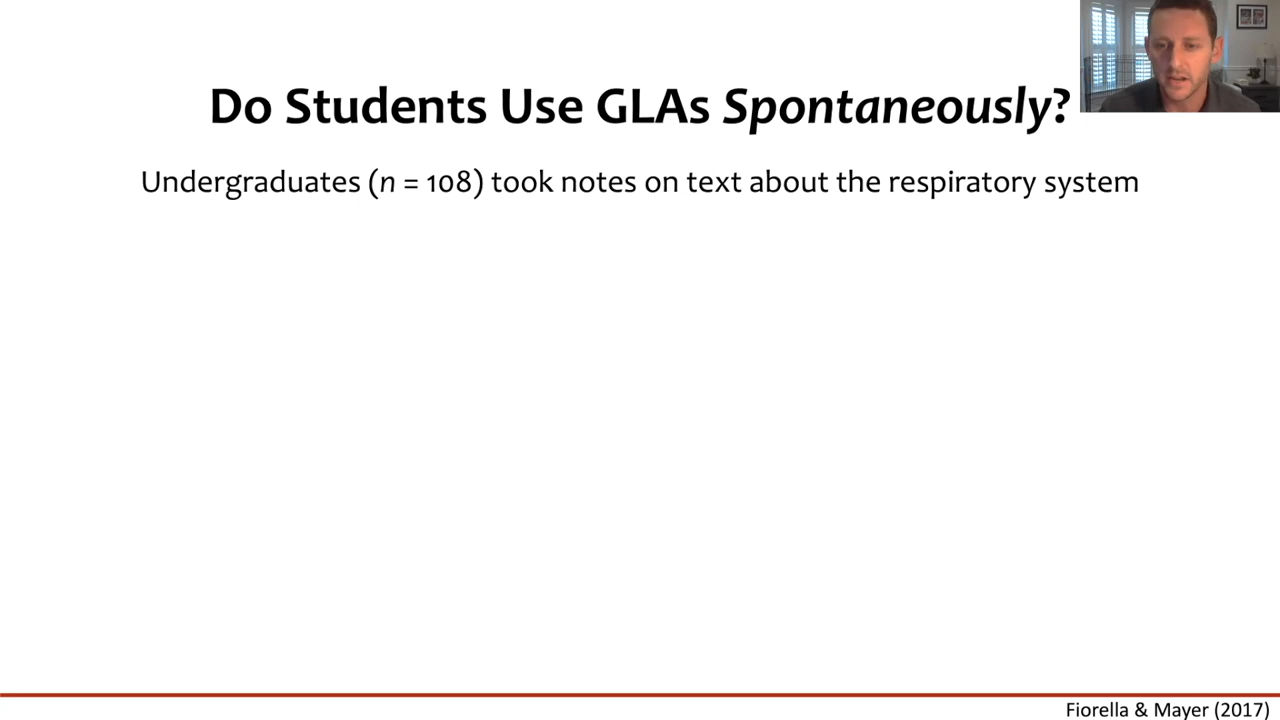 Do Students Use GLAs Spontaneously?
Undergraduates (n = 108) took notes on text about the respiratory system
Fiorella & Mayer (2017)